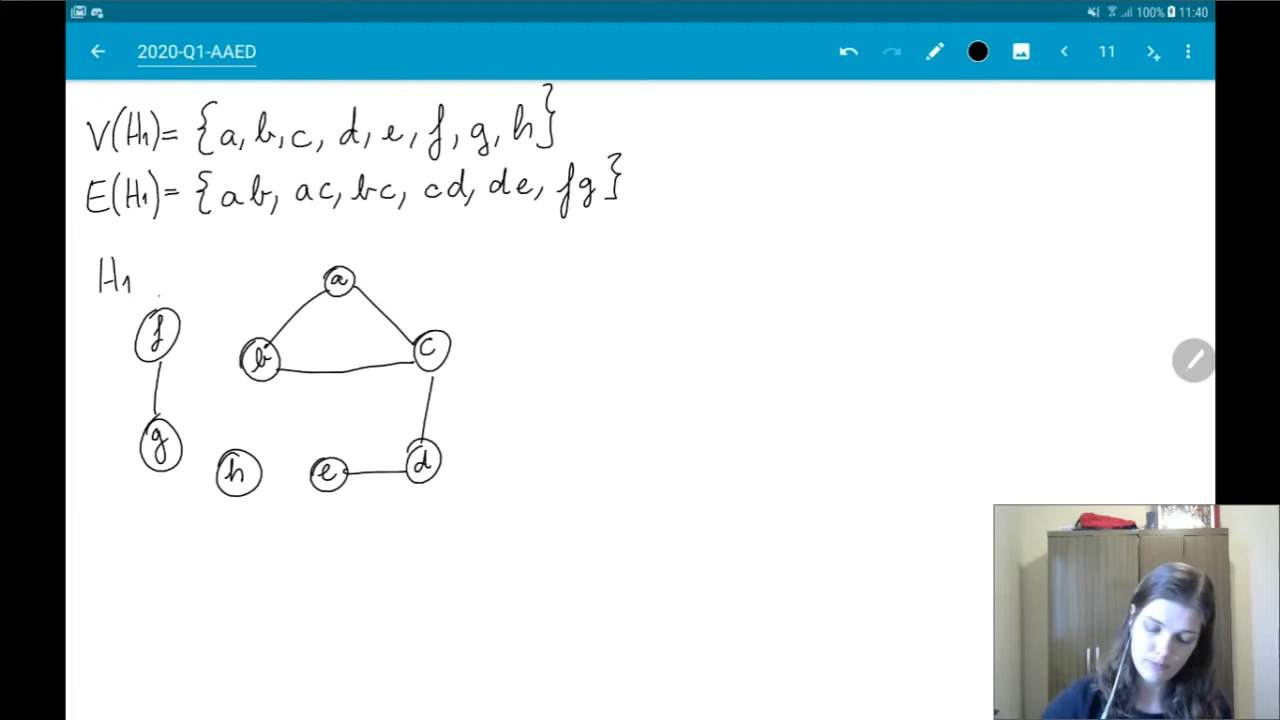 100% 11:40
2020-Q1-AAED
11
V(H1)= {a, b, c, d, e, f, g, h}
E(H1)= {ab, ac, bc, cd, de, fg}
H1
a
f
b
c
g
h
e
d